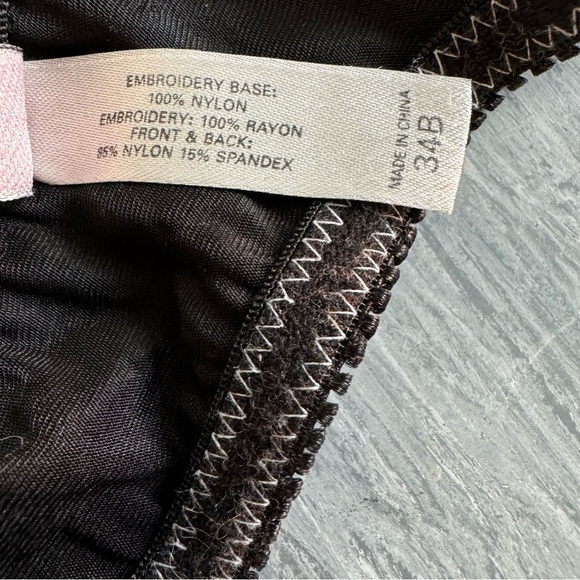 EMBROIDERY BASE:
100% NYLON
EMBROIDERY: 100% RAYON
FRONT & BACK:
85% NYLON 15% SPANDEX
MADE IN CHINA
34B